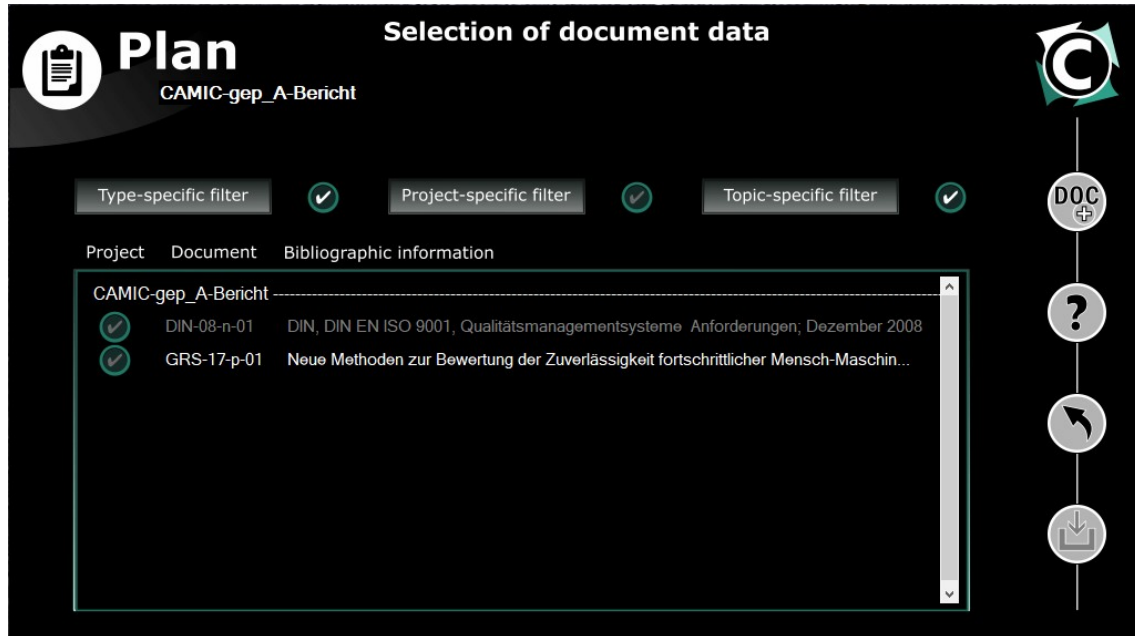 Selection of document data
Plan
CAMIC-gep_A-Bericht
C
Type-specific filter
Project-specific filter
Topic-specific filter
DOC
+
Project Document Bibliographic information
CAMIC-gep_A-Bericht
DIN-08-n-01 DIN, DIN EN ISO 9001, Qualitätsmanagementsysteme Anforderungen; Dezember 2008
GRS-17-p-01 Neue Methoden zur Bewertung der Zuverlässigkeit fortschrittlicher Mensch-Maschin...
?